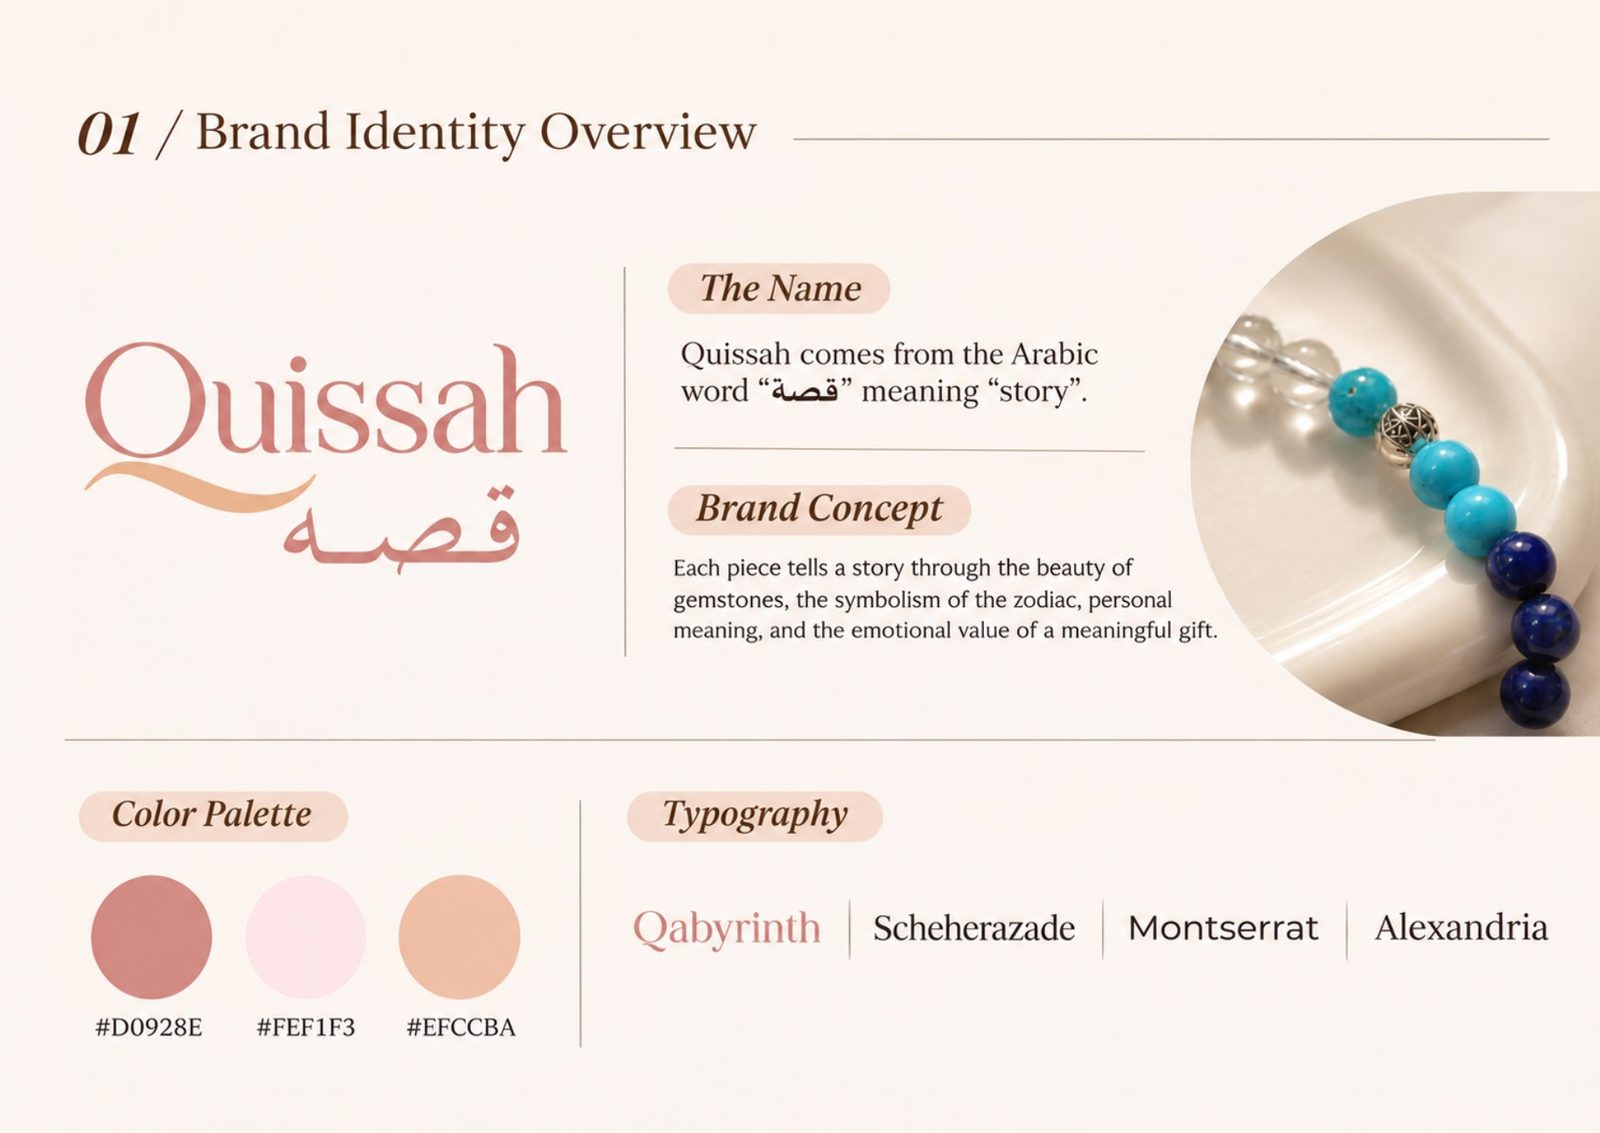 01 / Brand Identity Overview
Quissah
قصه
The Name
Quissah comes from the Arabic
word “قصة” meaning “story”.
Brand Concept
Each piece tells a story through the beauty of
gemstones, the symbolism of the zodiac, personal
meaning, and the emotional value of a meaningful gift.
Color Palette
#D0928E #FEF1F3 #EFCCBA
Typography
Qabyrinth Scheherazade Montserrat Alexandria